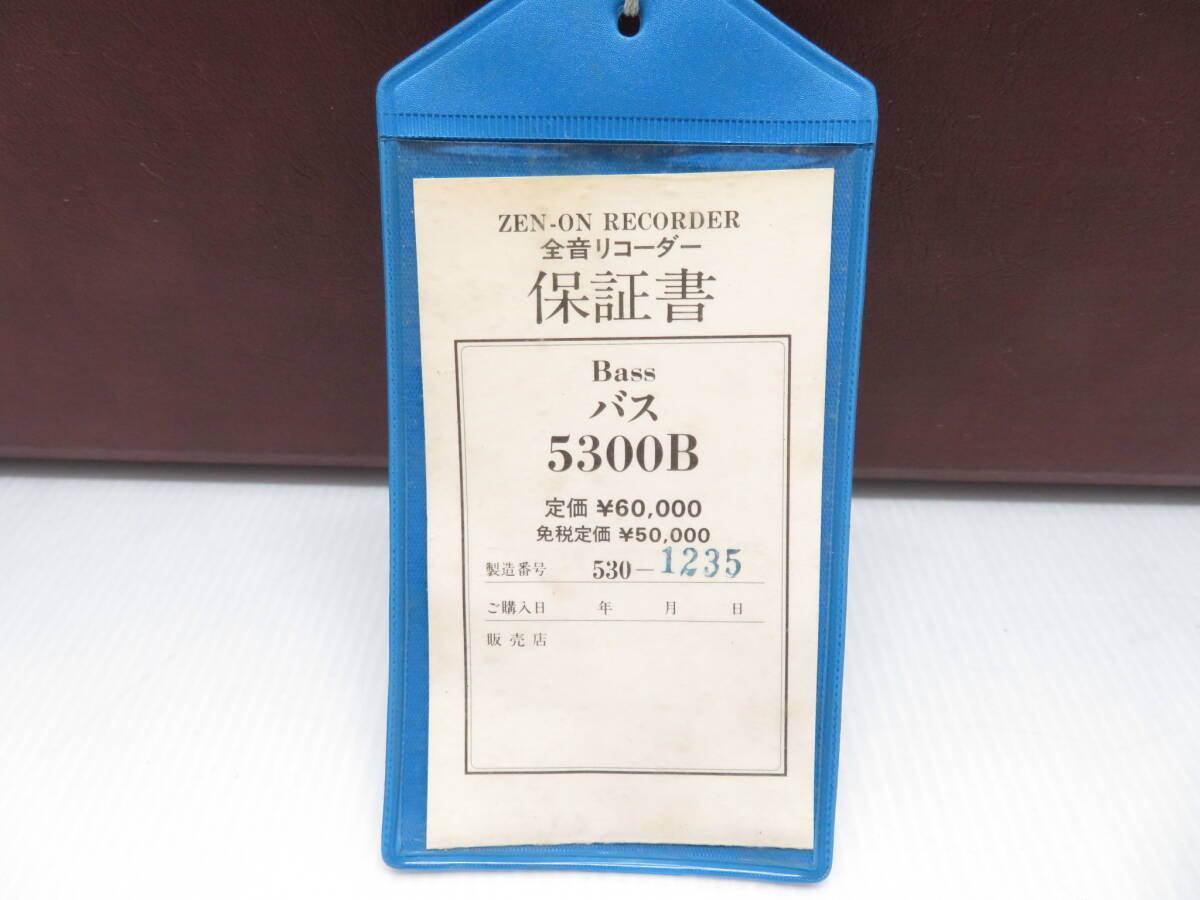 ZEN-ON RECORDER
全音リコーダー
保証書
Bass
バス
5300B
定価 ¥60,000
免税定価 ¥50,000
製造番号 530-1235
ご購入日 年 月 日
販売店